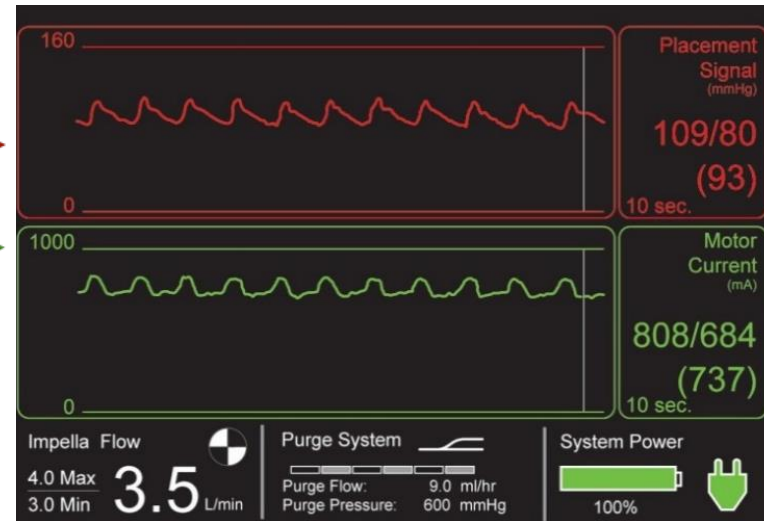 160
0
Placement
Signal
(mmHg)
109/80
(93)
10 sec.
1000
0
Motor
Current
(mA)
808/684
(737)
10 sec.
Impella Flow
4.0 Max
3.0 Min
3.5 L/min
Purge System
Purge Flow: 9.0 ml/hr
Purge Pressure: 600 mmHg
System Power
100%